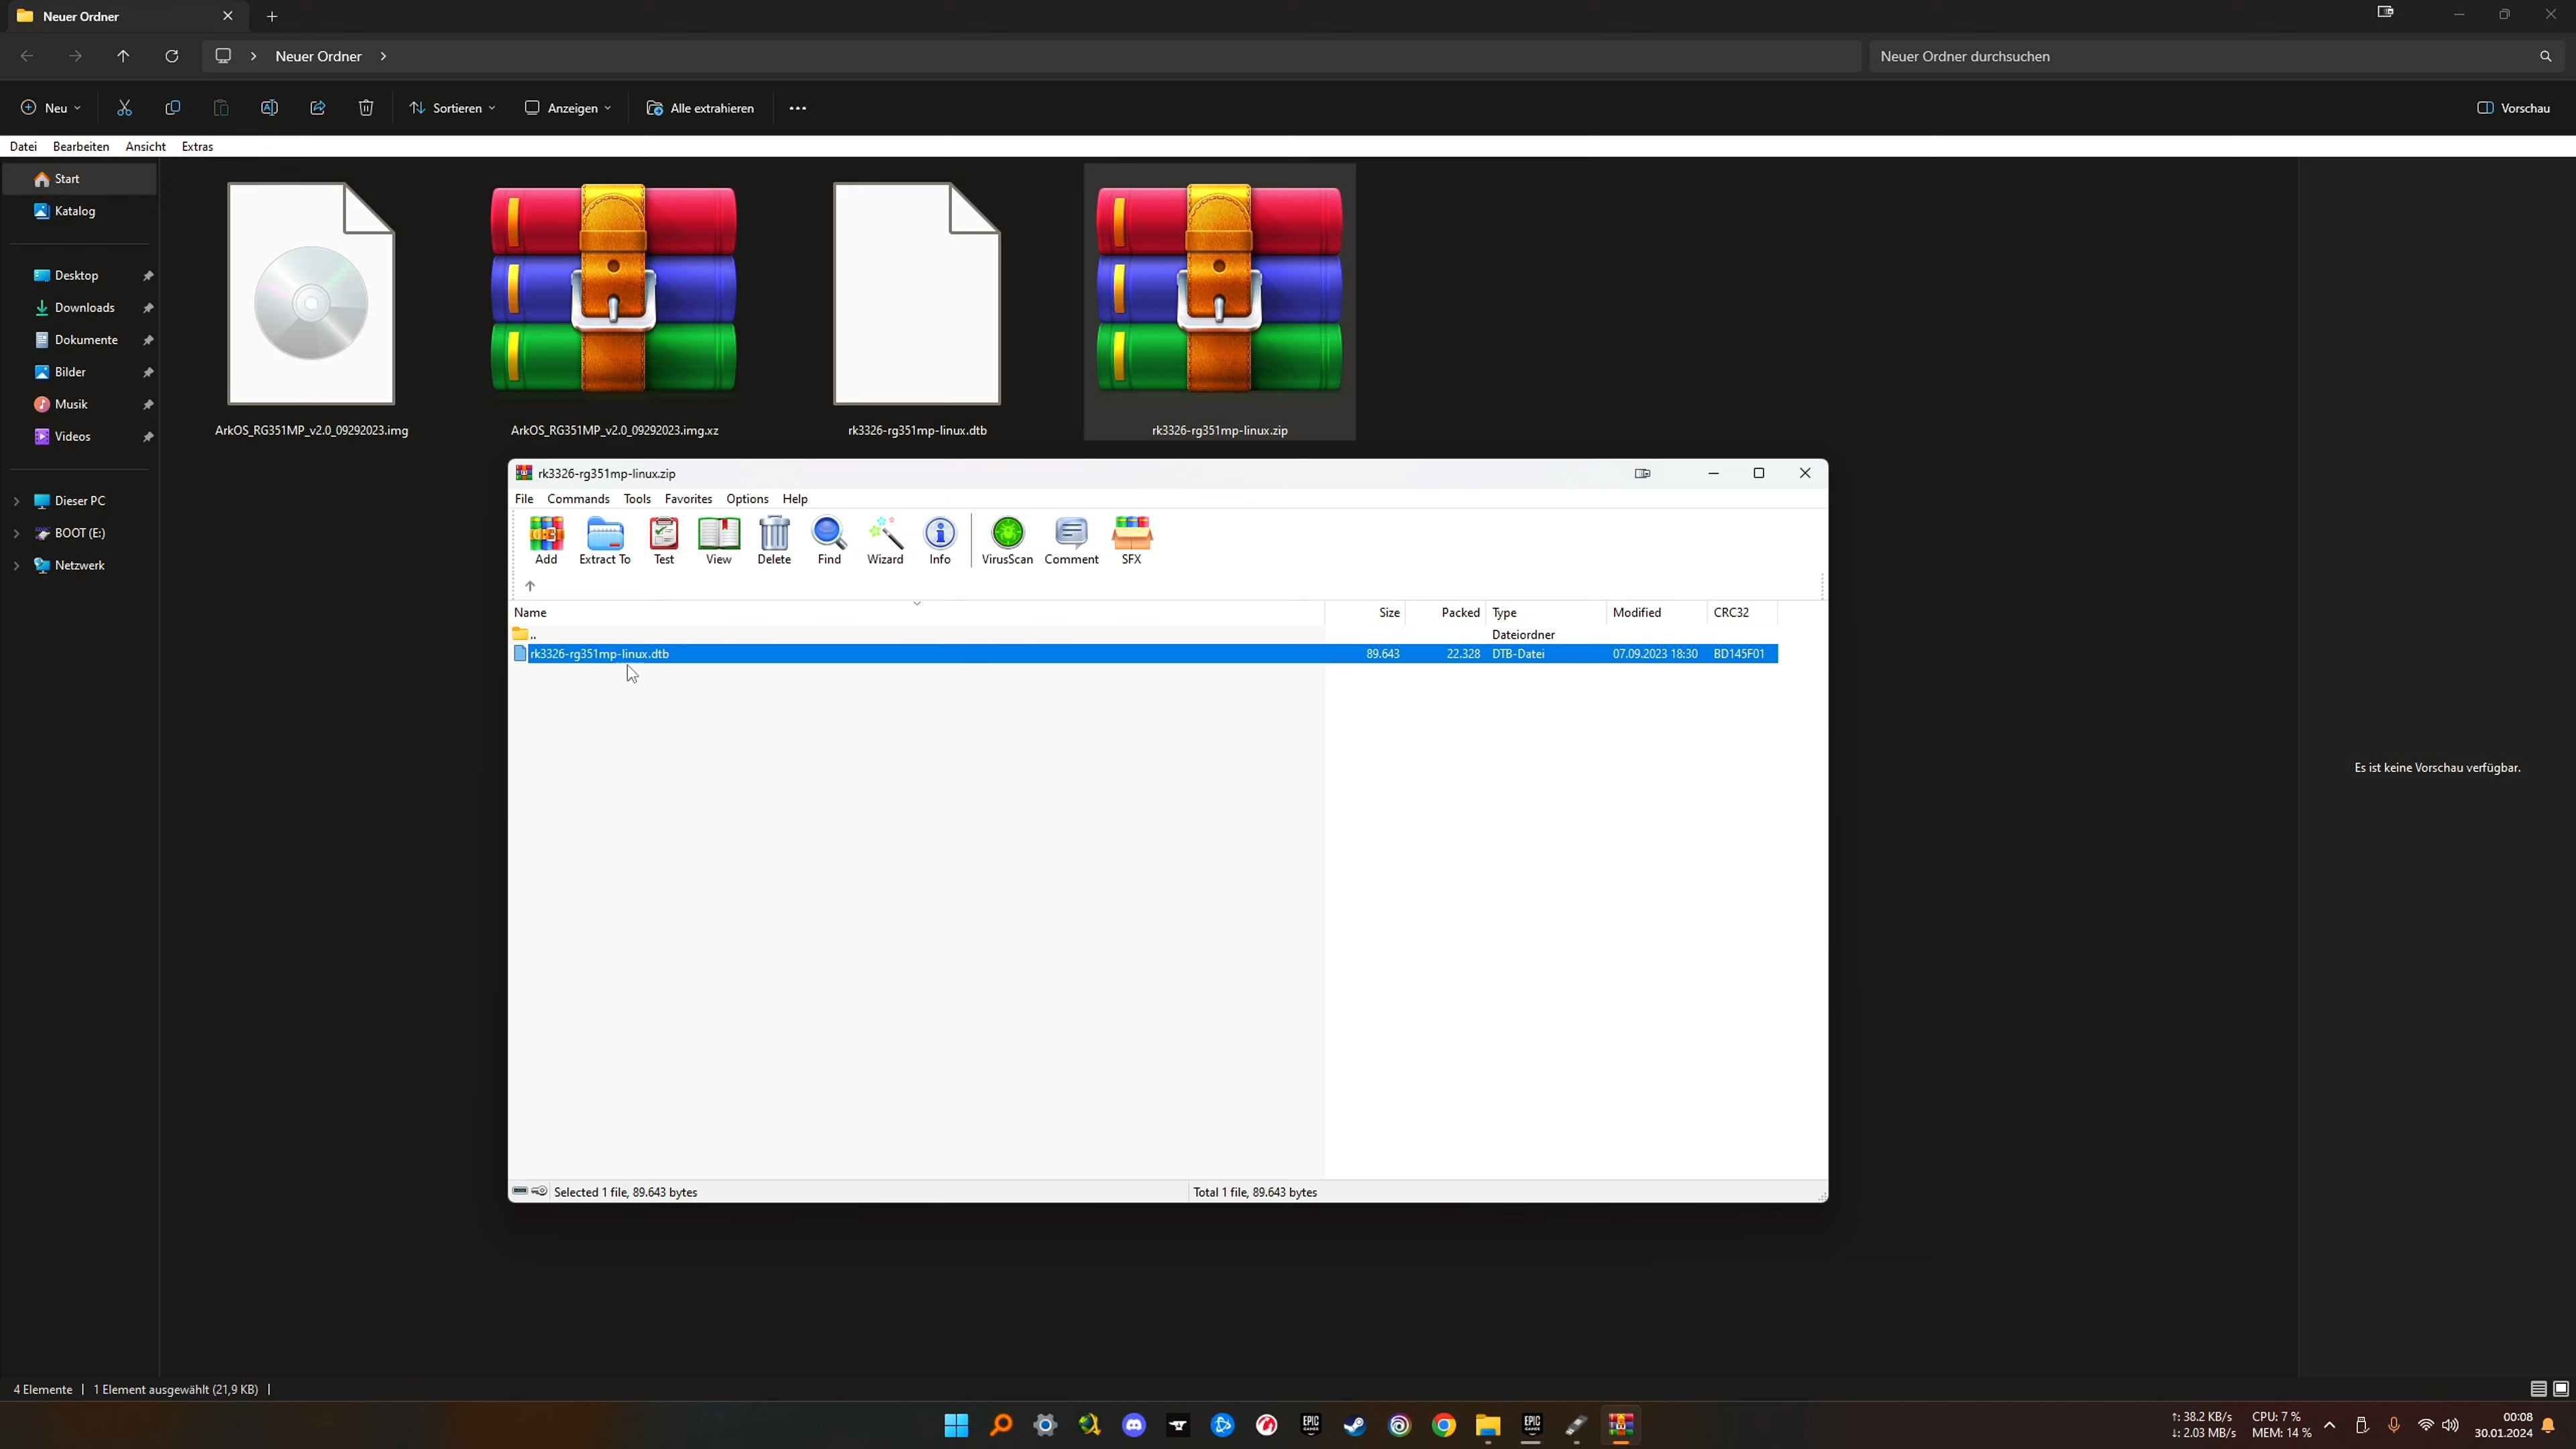 Neuer Ordner
Neuer Ordner
Neuer Ordner durchsuchen
Neu
Sortieren
Anzeigen
Alle extrahieren
Vorschau
Datei Bearbeiten Ansicht Extras
Start
Katalog
Desktop
Downloads
Dokumente
Bilder
Musik
Videos
Dieser PC
BOOT (E:)
Netzwerk
ArkOS_RG351MP_v2.0_09292023.img
ArkOS_RG351MP_v2.0_09292023.img.xz
rk3326-rg351mp-linux.dtb
rk3326-rg351mp-linux.zip
rk3326-rg351mp-linux.zip
File Commands Tools Favorites Options Help
Add Extract To Test View Delete Find Wizard Info VirusScan Comment SFX
Name Size Packed Type Modified CRC32
.. Dateiordner
rk3326-rg351mp-linux.dtb 89.643 22.328 DTB-Datei 07.09.2023 18:30 BD145F01
Selected 1 file, 89.643 bytes
Total 1 file, 89.643 bytes
Es ist keine Vorschau verfügbar.
4 Elemente
1 Element ausgewählt (21,9 KB)
EPIC GAMES
EPIC GAMES
↑: 38.2 KB/s CPU: 7 %
↓: 2.03 MB/s MEM: 14 %
00:08
30.01.2024